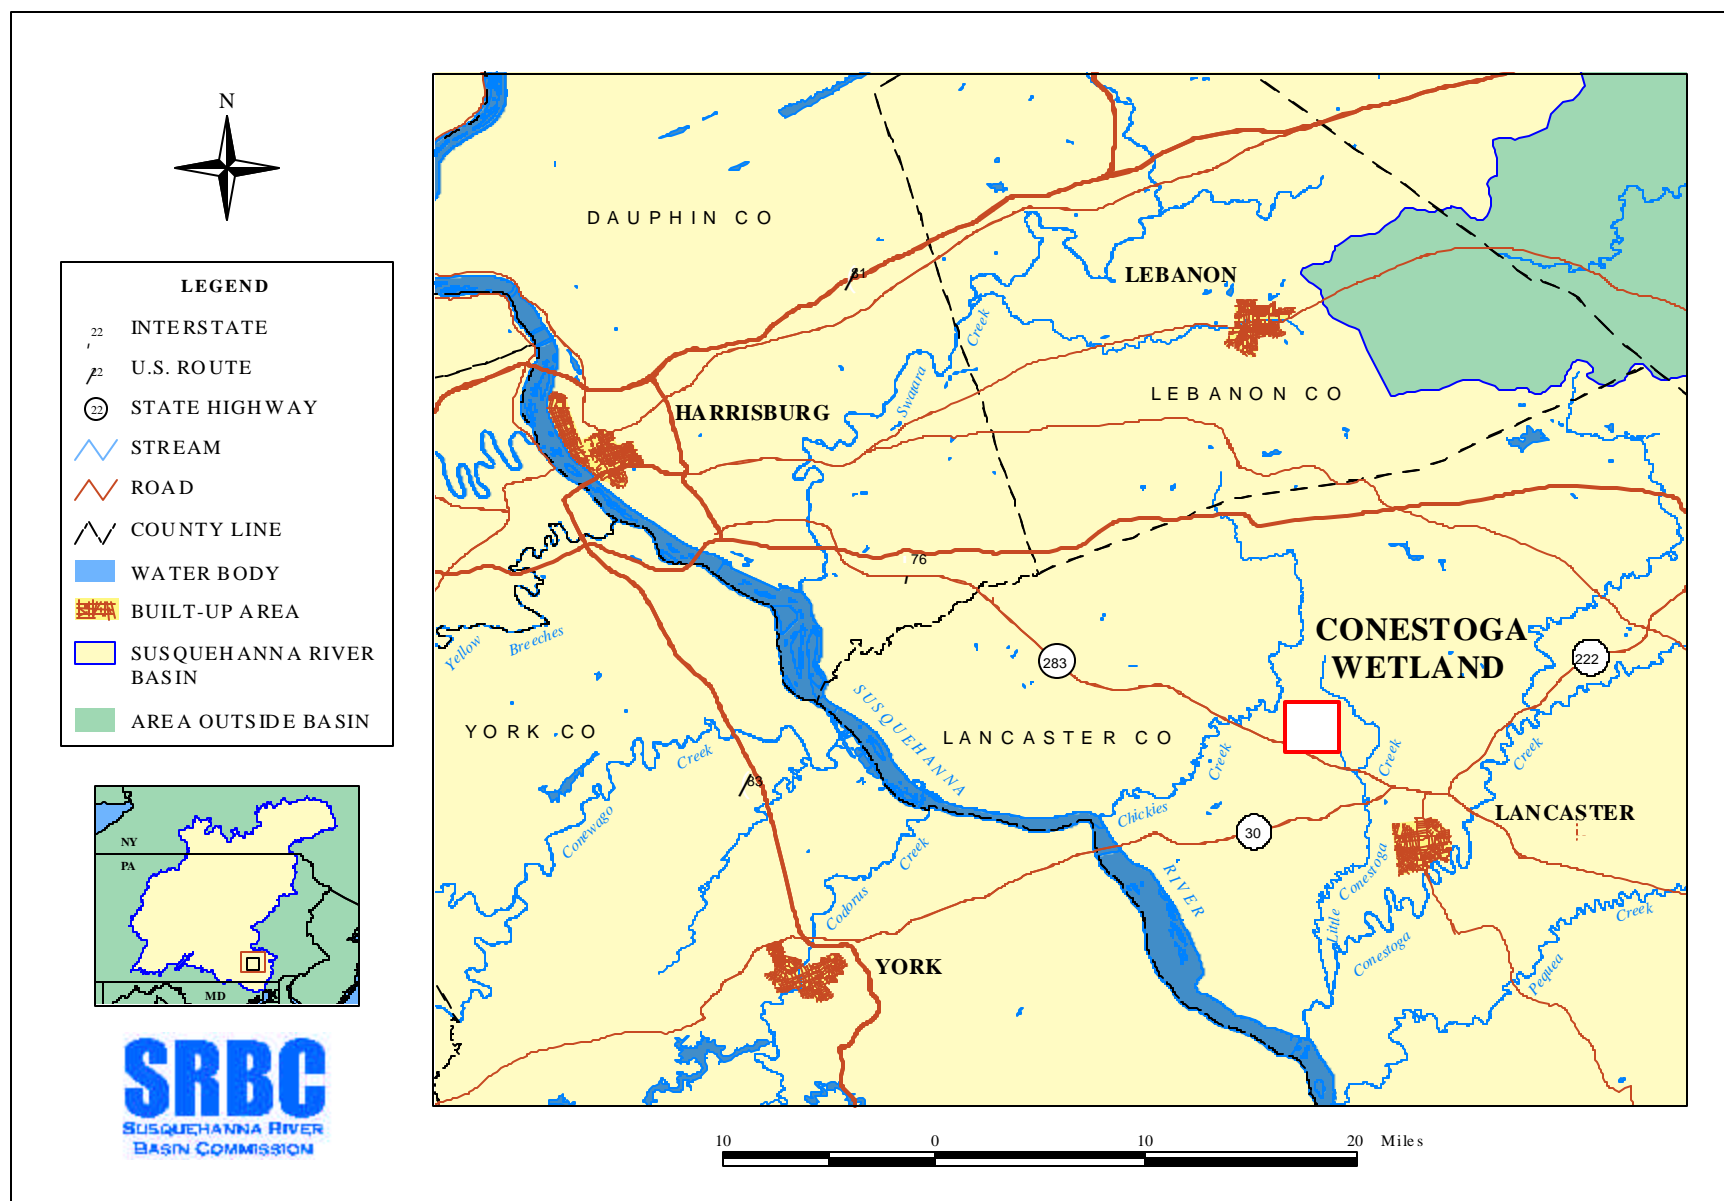 N
LEGEND
22 INTERSTATE
22 U.S. ROUTE
22 STATE HIGHWAY
STREAM
ROAD
COUNTY LINE
WATER BODY
BUILT-UP AREA
SUSQUEHANNA RIVER
BASIN
AREA OUTSIDE BASIN
NY
PA
MD
SRBC
SUSQUEHANNA RIVER
BASIN COMMISSION
DAUPHIN CO
81
LEBANON
Creek
Swatara
LEBANON CO
HARRISBURG
76
Yellow
Breeches
283
CONESTOGA
WETLAND
222
SUSQUEHANNA
RIVER
YORK CO
Creek
Conewago
83
LANCASTER CO
Creek
Chickies
Creek
Creek
LANCASTER
30
Creek
Codorus
Little
Conestoga
Conestoga
Creek
Pequea
YORK
10 0 10 20 Miles